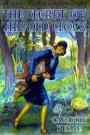 THE SECRET OF
THE OLD CLOCK
CAROLYN
KEENE